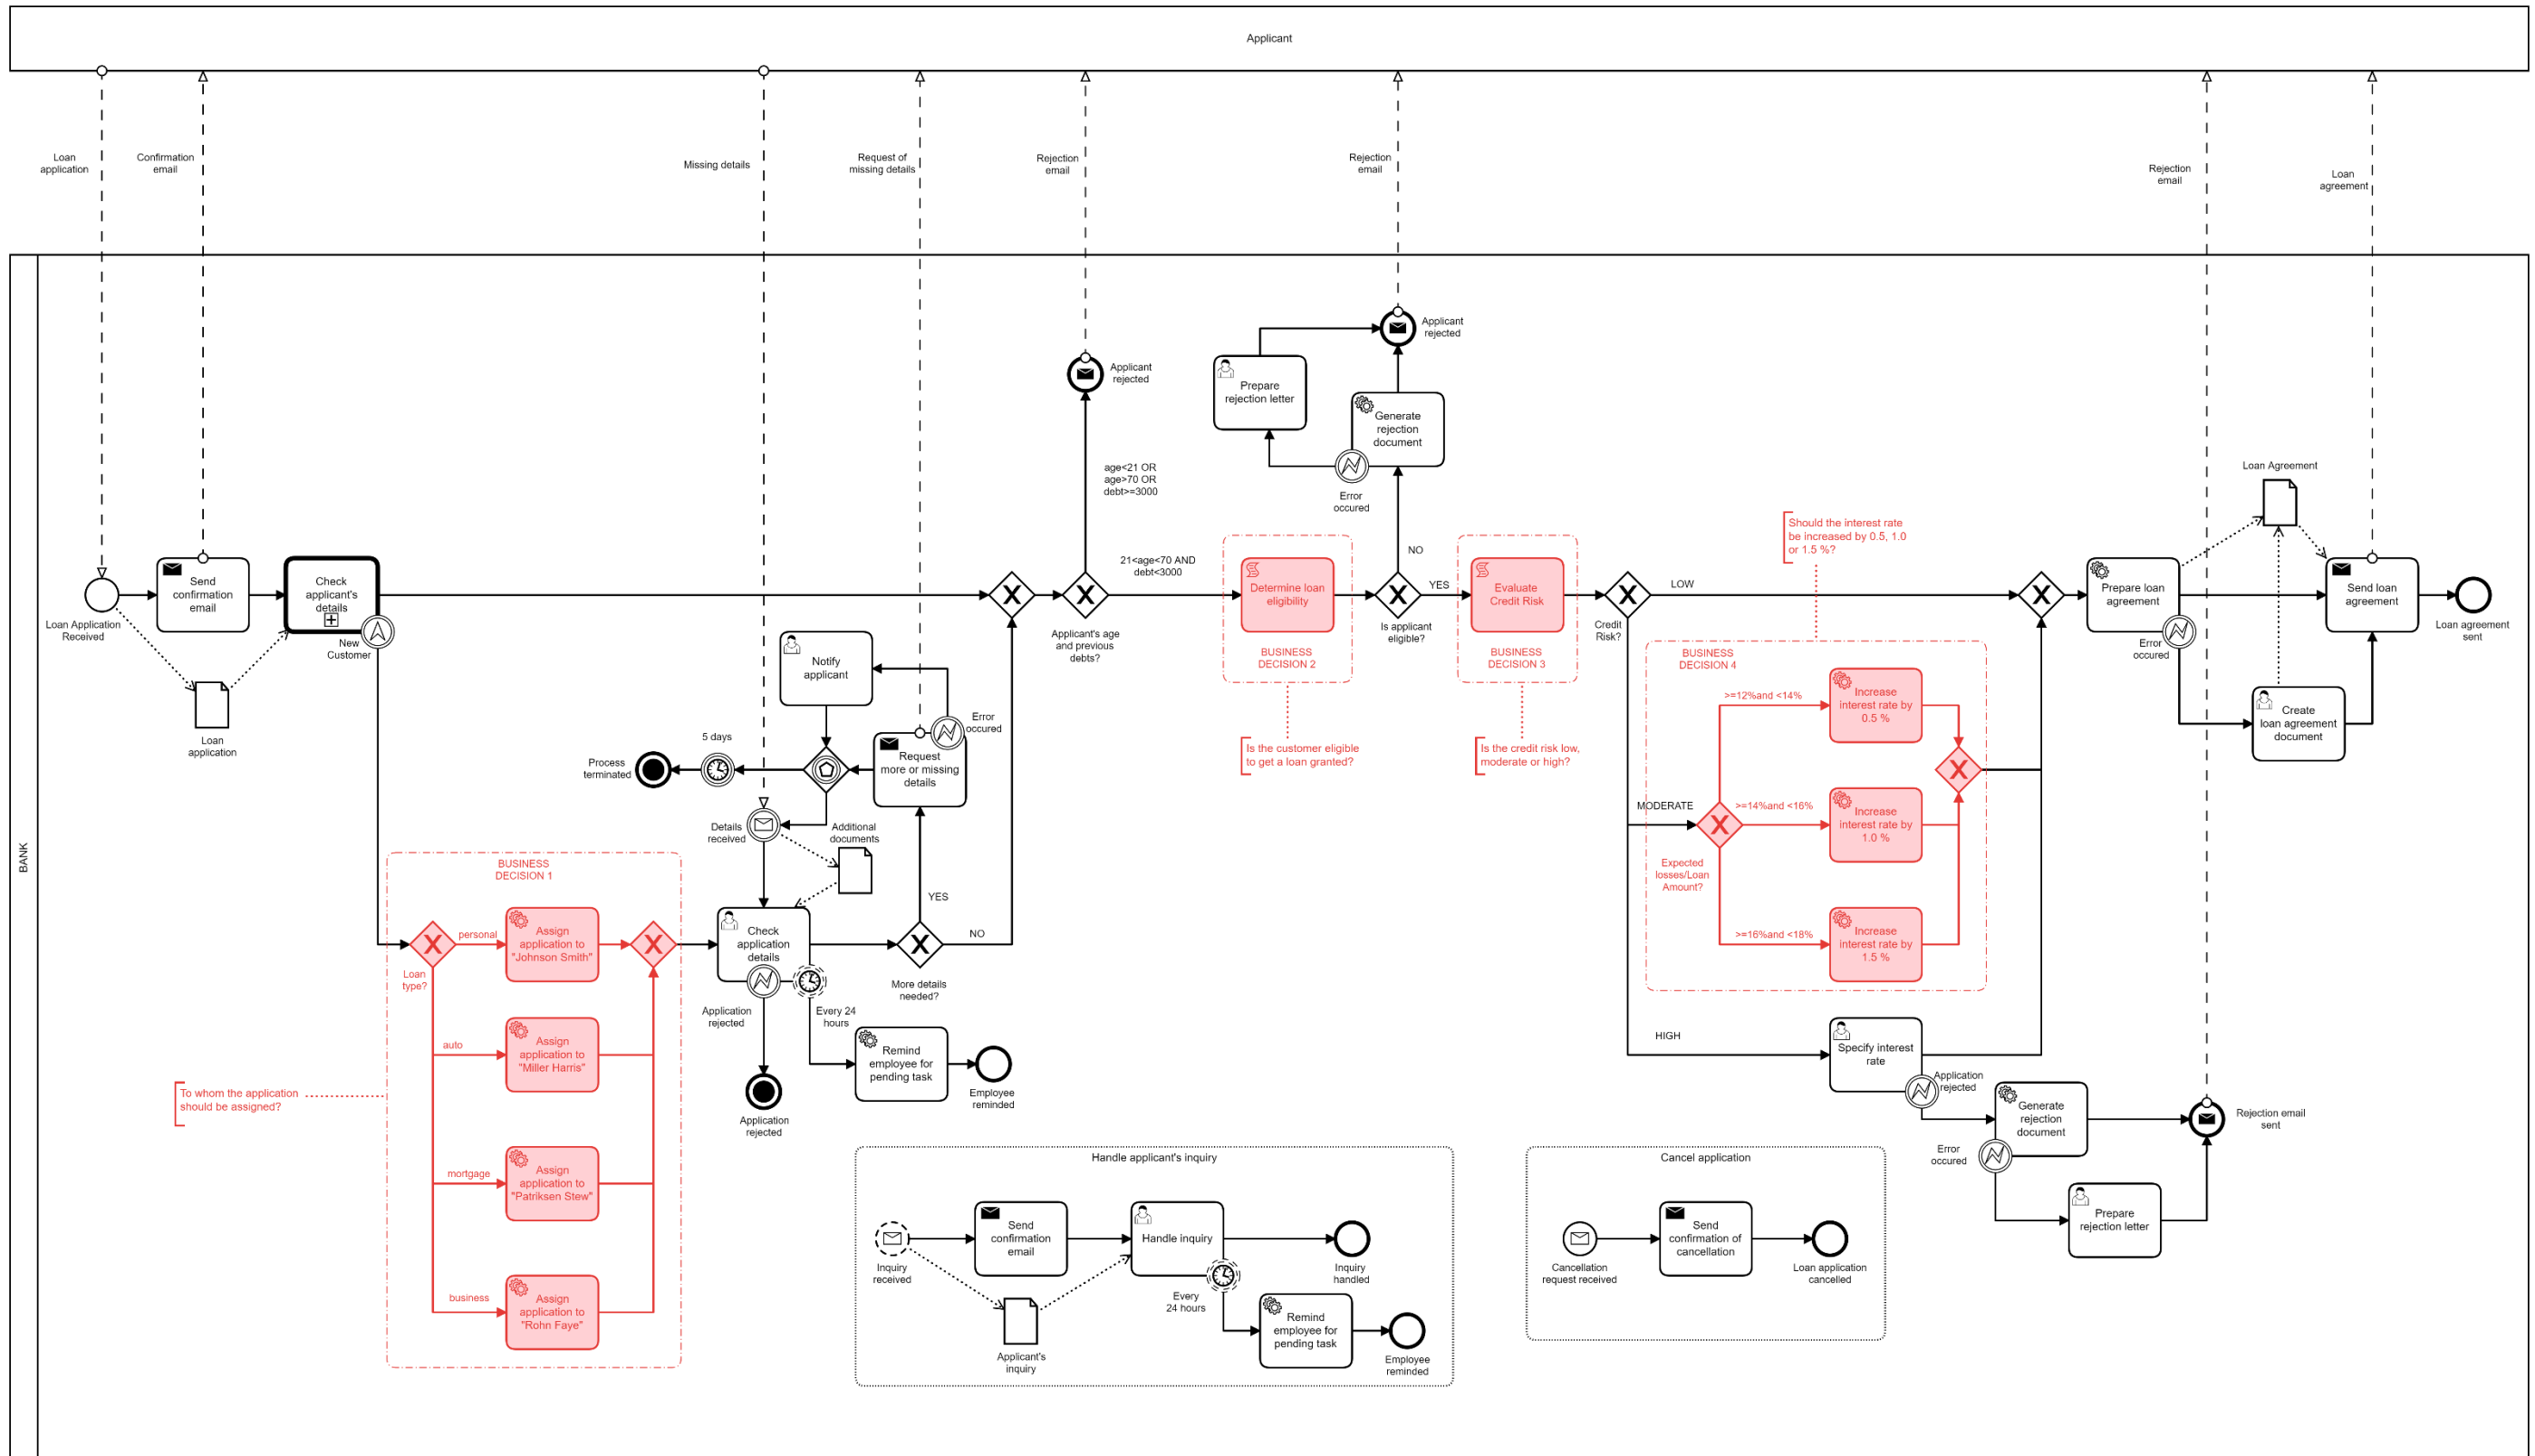 Applicant
Loan
application
Confirmation
email
Missing details
Request of
missing details
Rejection
email
Rejection
email
Rejection
email
Loan
agreement
BANK
Loan Application
Received
Send
confirmation
email
Loan
application
Check
applicant's
details
New
Customer
BUSINESS
DECISION 1
Loan
type?
personal
Assign
application to
"Johnson Smith"
auto
Assign
application to
"Miller Harris"
mortgage
Assign
application to
"Patriksen Stew"
business
Assign
application to
"Rohn Faye"
To whom the application
should be assigned?
Notify
applicant
Error
occured
Request
more or missing
details
5 days
Process
terminated
Details
received
Additional
documents
Check
application
details
YES
NO
More details
needed?
Application
rejected
Every 24
hours
Application
rejected
Remind
employee for
pending task
Employee
reminded
Applicant
rejected
age<21 OR
age>70 OR
debt>=3000
21<age<70 AND
debt<3000
Applicant's age
and previous
debts?
Applicant
rejected
Prepare
rejection letter
Generate
rejection
document
Error
occured
NO
Determine loan
eligibility
BUSINESS
DECISION 2
Is the customer eligible
to get a loan granted?
YES
Is applicant
eligible?
Evaluate
Credit Risk
BUSINESS
DECISION 3
Is the credit risk low,
moderate or high?
Credit
Risk?
LOW
Should the interest rate
be increased by 0.5, 1.0
or 1.5 %?
BUSINESS
DECISION 4
>=12%and <14%
Increase
interest rate by
0.5 %
MODERATE
>=14%and <16%
Increase
interest rate by
1.0 %
Expected
losses/Loan
Amount?
>=16%and <18%
Increase
interest rate by
1.5 %
HIGH
Specify interest
rate
Application
rejected
Generate
rejection
document
Error
occured
Prepare
rejection letter
Rejection email
sent
Prepare loan
agreement
Error
occured
Loan Agreement
Create
loan agreement
document
Send loan
agreement
Loan agreement
sent
Handle applicant's inquiry
Inquiry
received
Send
confirmation
email
Applicant's
inquiry
Handle inquiry
Every
24 hours
Inquiry
handled
Remind
employee for
pending task
Employee
reminded
Cancel application
Cancellation
request received
Send
confirmation of
cancellation
Loan application
cancelled